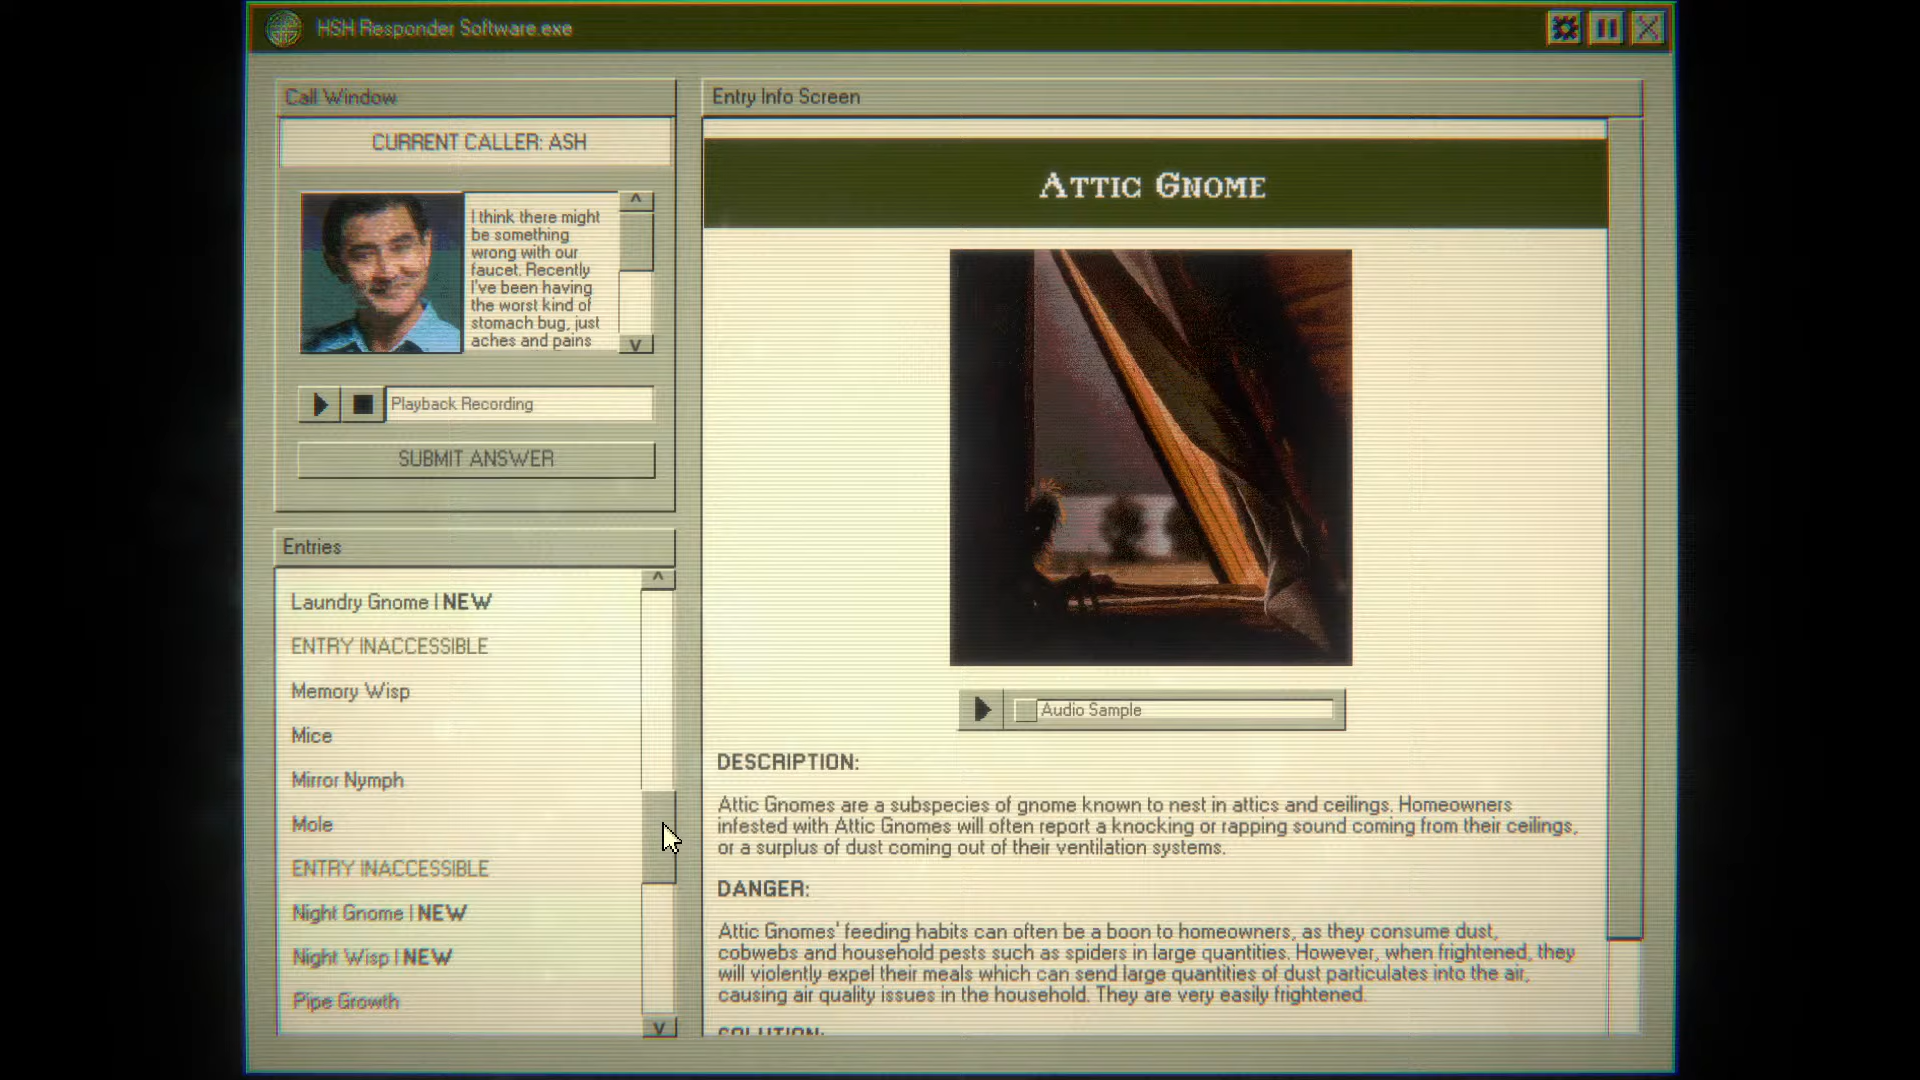 HSH Responder Software.exe
Call Window
CURRENT CALLER: ASH
I think there might
be something
wrong with our
faucet. Recently
I've been having
the worst kind of
stomach bug, just
aches and pains
Playback Recording
SUBMIT ANSWER
Entries
Laundry Gnome | NEW
ENTRY INACCESSIBLE
Memory Wisp
Mice
Mirror Nymph
Mole
ENTRY INACCESSIBLE
Night Gnome | NEW
Night Wisp | NEW
Pipe Growth
Entry Info Screen
ATTIC GNOME
Audio Sample
DESCRIPTION:
Attic Gnomes are a subspecies of gnome known to nest in attics and ceilings. Homeowners
infested with Attic Gnomes will often report a knocking or rapping sound coming from their ceilings,
or a surplus of dust coming out of their ventilation systems.
DANGER:
Attic Gnomes' feeding habits can often be a boon to homeowners, as they consume dust,
cobwebs and household pests such as spiders in large quantities. However, when frightened, they
will violently expel their meals which can send large quantities of dust particulates into the air,
causing air quality issues in the household. They are very easily frightened.
SOLUTION: